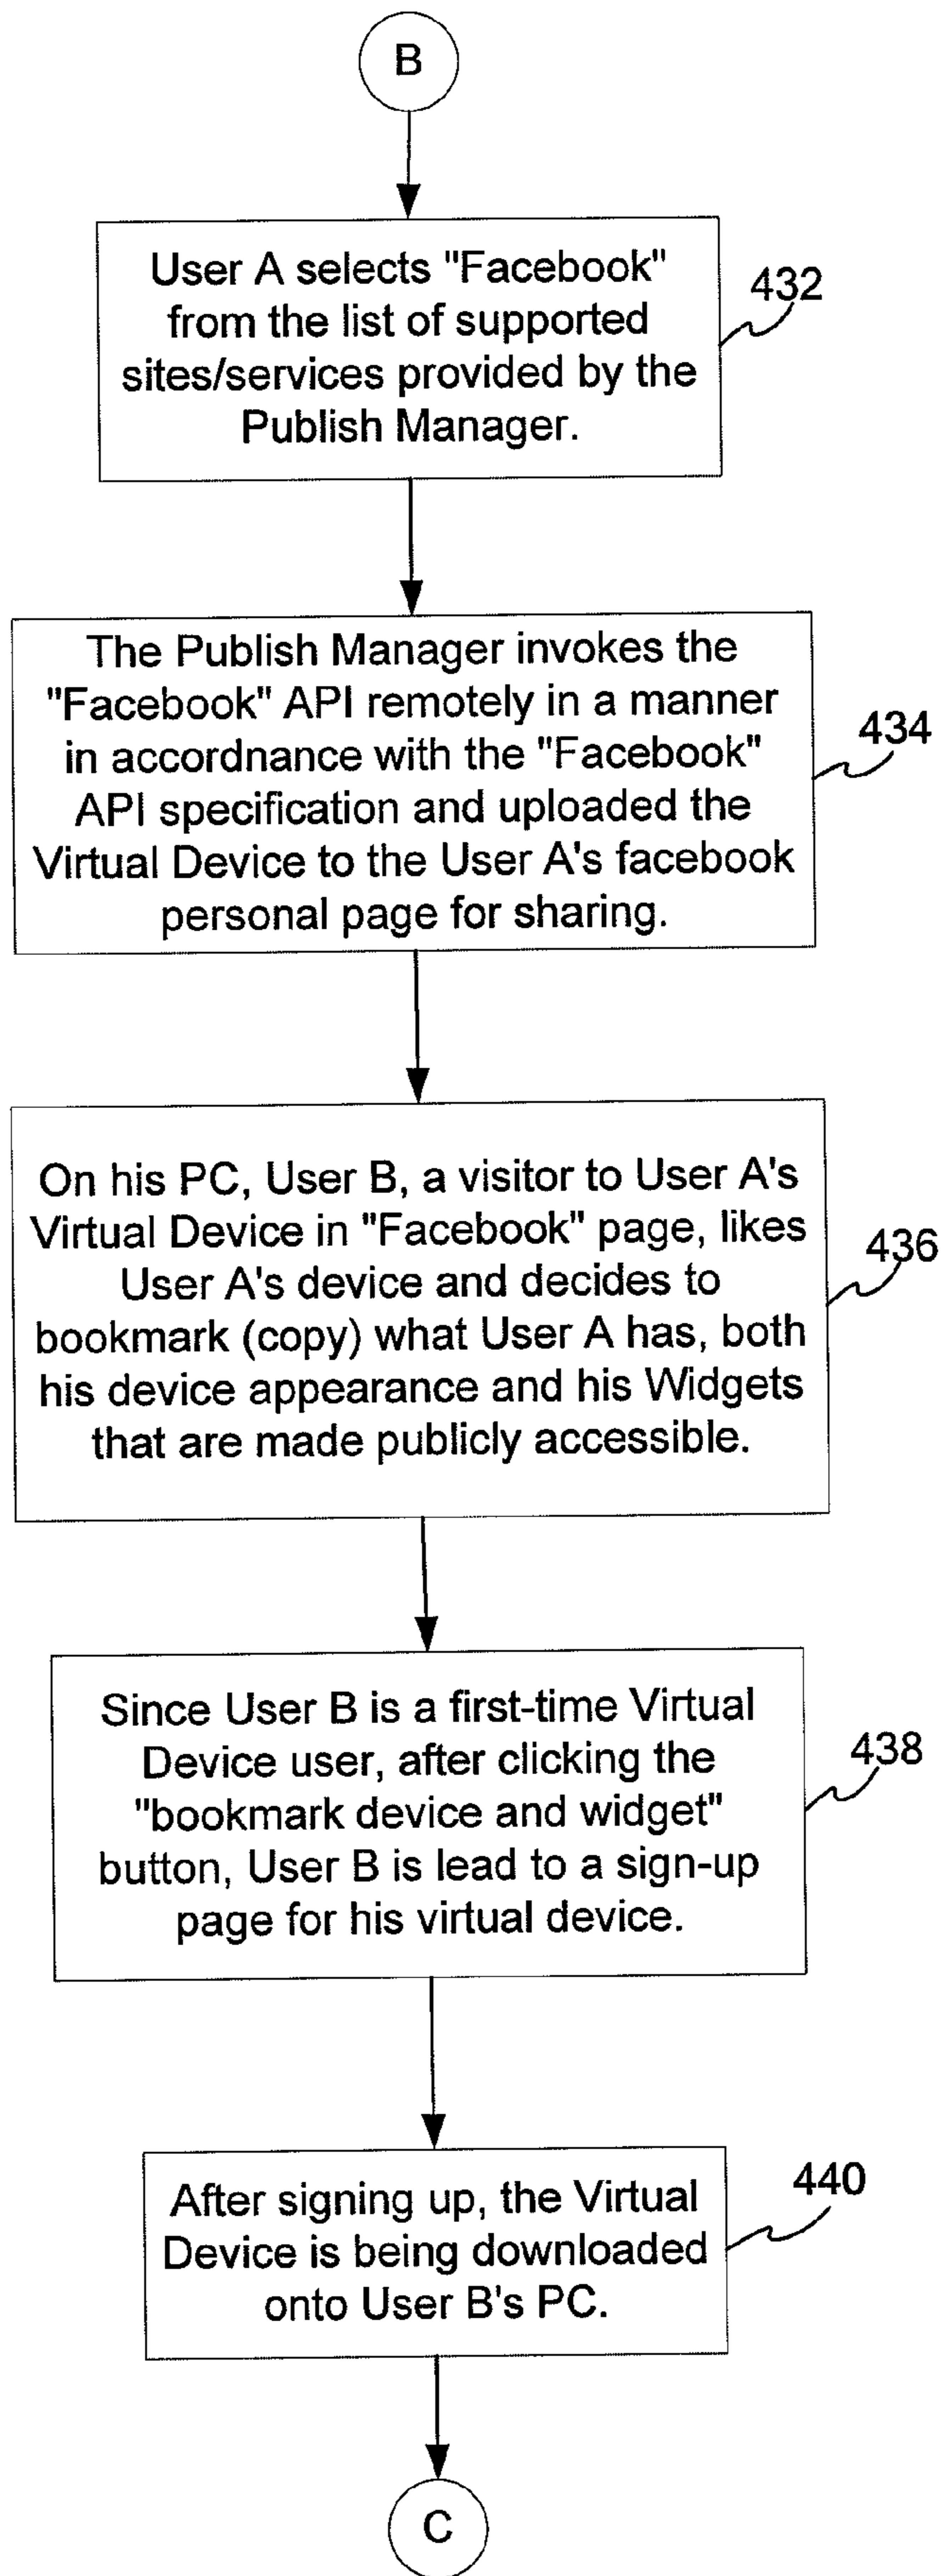 B
User A selects "Facebook"
from the list of supported
sites/services provided by the
Publish Manager.
432
The Publish Manager invokes the
"Facebook" API remotely in a manner
in accordnance with the "Facebook"
API specification and uploaded the
Virtual Device to the User A's facebook
personal page for sharing.
434
On his PC, User B, a visitor to User A's
Virtual Device in "Facebook" page, likes
User A's device and decides to
bookmark (copy) what User A has, both
his device appearance and his Widgets
that are made publicly accessible.
436
Since User B is a first-time Virtual
Device user, after clicking the
"bookmark device and widget"
button, User B is lead to a sign-up
page for his virtual device.
438
After signing up, the Virtual
Device is being downloaded
onto User B's PC.
440
C